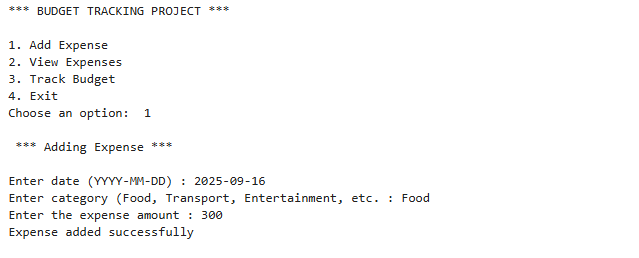 *** BUDGET TRACKING PROJECT ***
1. Add Expense
2. View Expenses
3. Track Budget
4. Exit
Choose an option:  1
*** Adding Expense ***
Enter date (YYYY-MM-DD) : 2025-09-16
Enter category (Food, Transport, Entertainment, etc. : Food
Enter the expense amount : 300
Expense added successfully